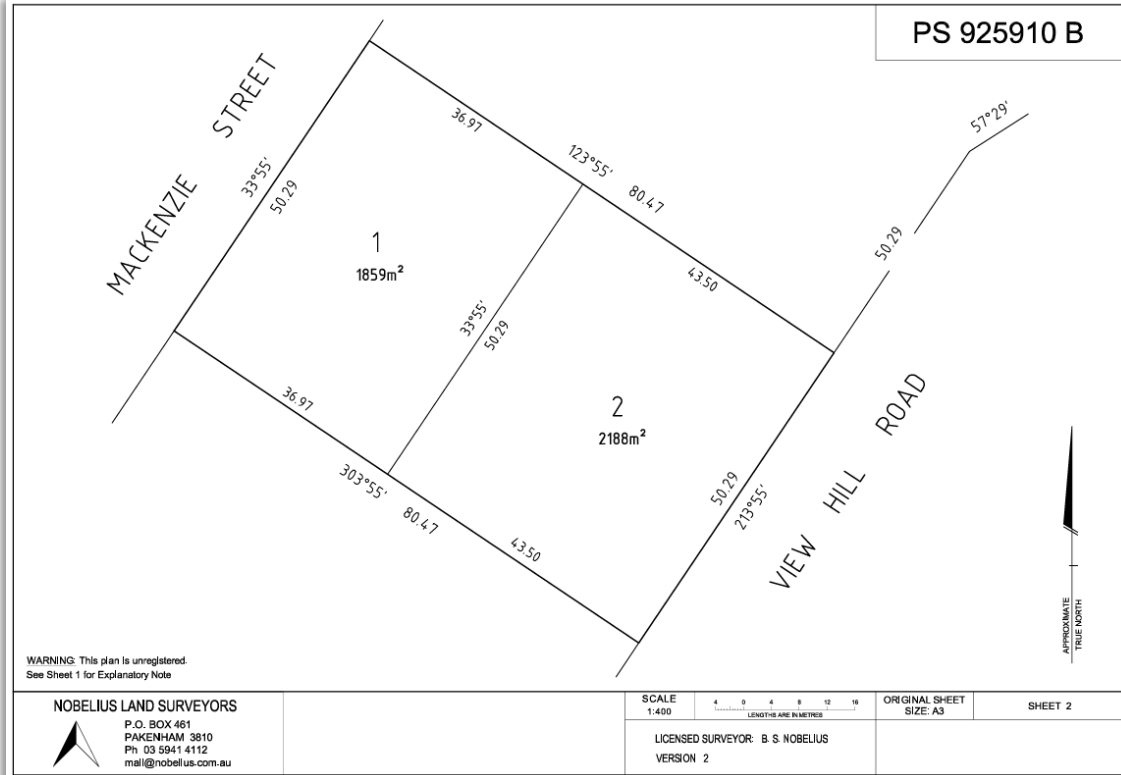 PS 925910 B
MACKENZIE STREET
33°55'
50.29
36.97
123°55'
80.47
43.50
57°29'
50.29
1
1859m²
33°55'
50.29
2
2188m²
36.97
303°55'
80.47
43.50
50.29
213°55'
VIEW HILL ROAD
APPROXIMATE
TRUE NORTH
WARNING: This plan is unregistered.
See Sheet 1 for Explanatory Note
NOBELIUS LAND SURVEYORS
P.O. BOX 461
PAKENHAM 3810
Ph 03 5941 4112
mail@nobelius.com.au
SCALE
1:400
4 0 4 8 12 16
LENGTHS ARE IN METRES
ORIGINAL SHEET
SIZE: A3
SHEET 2
LICENSED SURVEYOR: B. S. NOBELIUS
VERSION 2